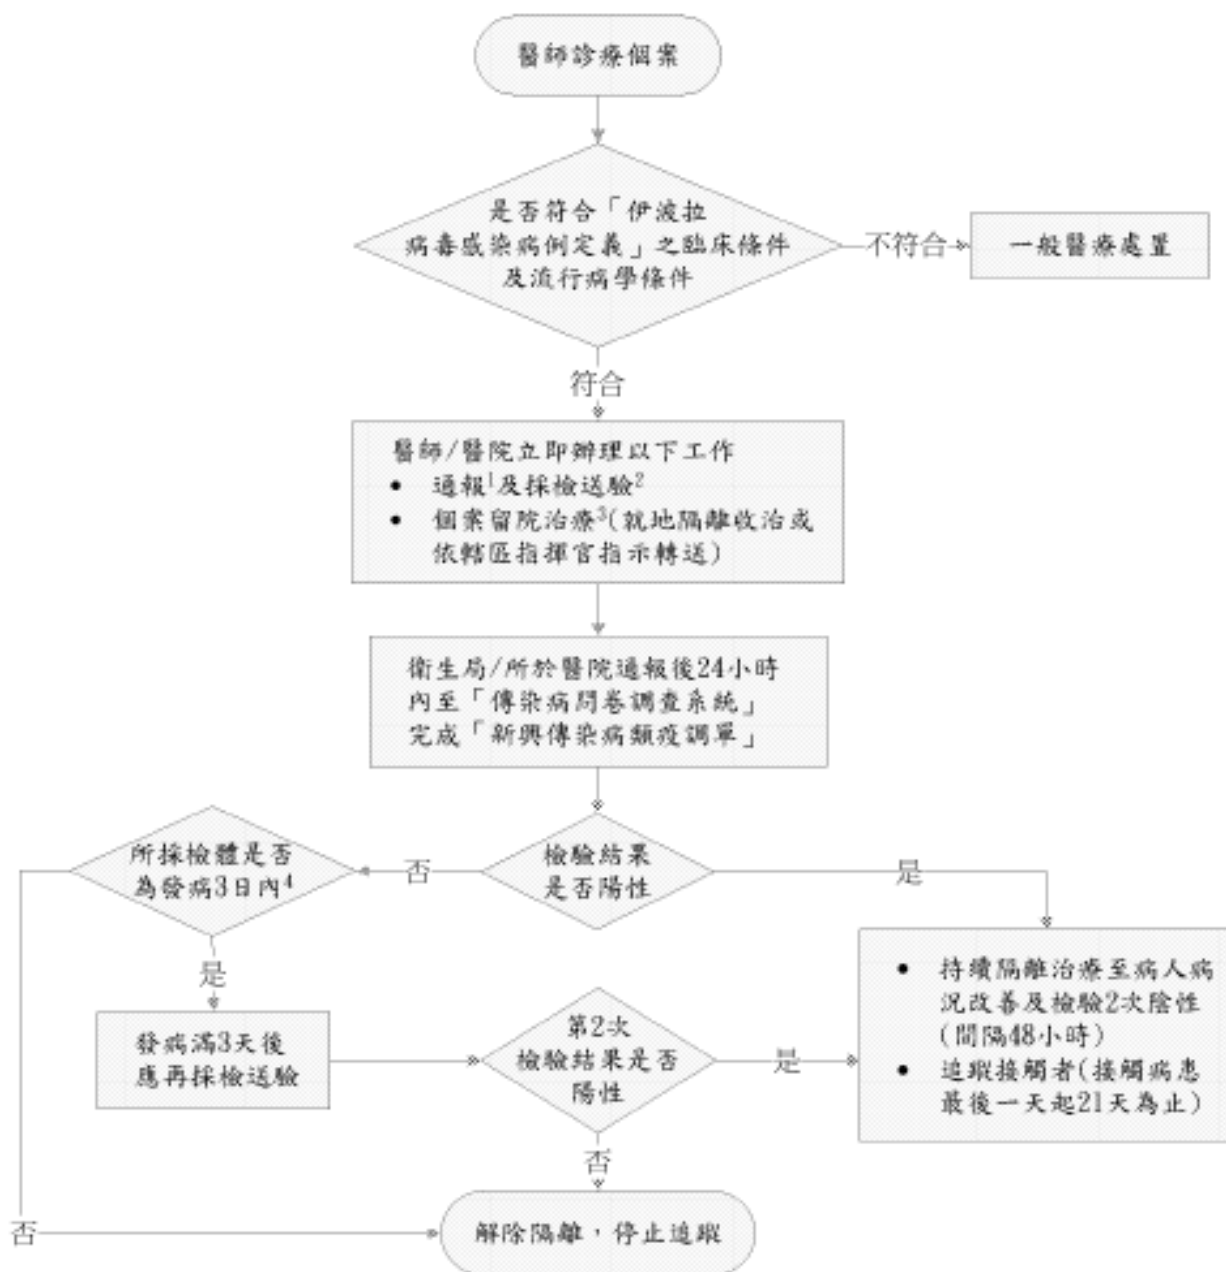 醫師診療個案
是否符合「伊波拉
病毒感染病例定義」之臨床條件
及流行病學條件
不符合
一般醫療處置
符合
醫師/醫院立即辦理以下工作
• 通報1及採檢送驗2
• 個案留院治療3(就地隔離收治或
依轄區指揮官指示轉送)
衛生局/所於醫院通報後24小時
內至「傳染病問卷調查系統」
完成「新興傳染病類疫調單」
所採檢體是否
為發病3日內4
否
檢驗結果
是否陽性
是
是
發病滿3天後
應再採檢送驗
第2次
檢驗結果是否
陽性
是
• 持續隔離治療至病人病
況改善及檢驗2次陰性
(間隔48小時)
• 追蹤接觸者(接觸病患
最後一天起21天為止)
否
否
解除隔離，停止追蹤